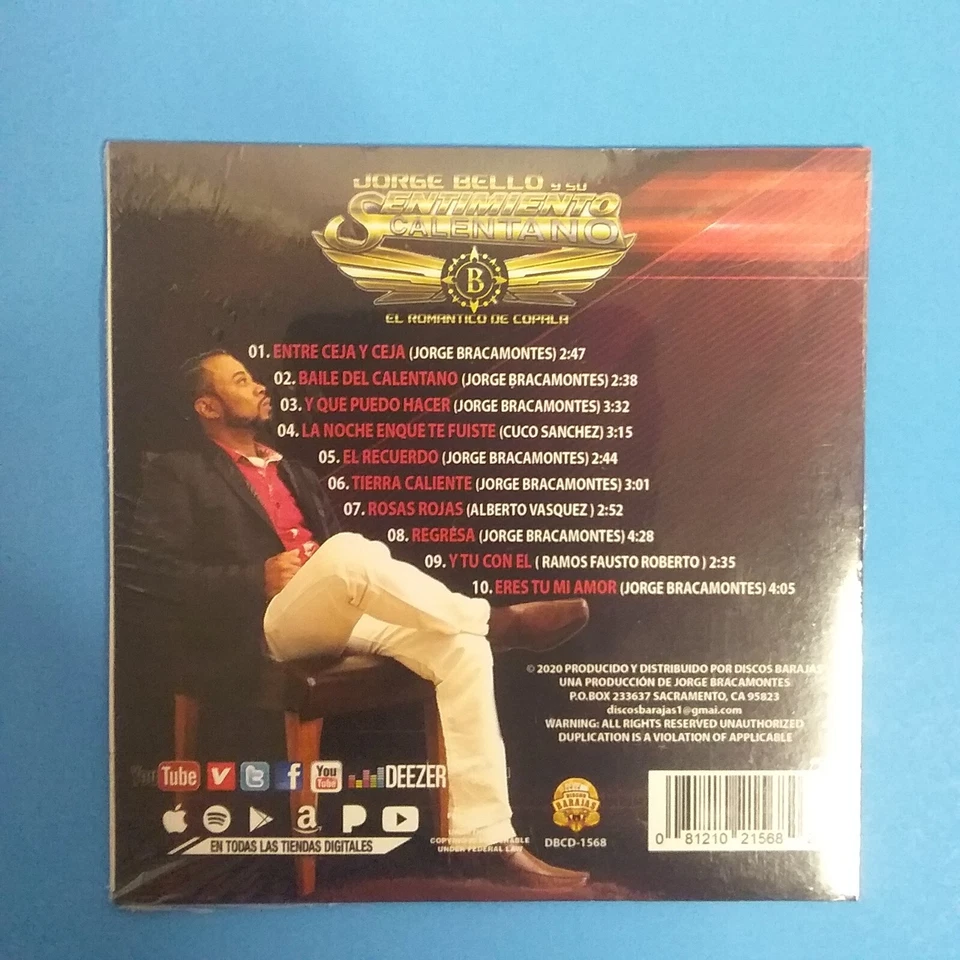 JORGE BELLO Y SU
SENTIMIENTO
CALENTANO
B
EL ROMANTICO DE COPALA
01. ENTRE CEJA Y CEJA (JORGE BRACAMONTES) 2:47
02. BAILE DEL CALENTANO (JORGE BRACAMONTES) 2:38
03. Y QUE PUEDO HACER (JORGE BRACAMONTES) 3:32
04. LA NOCHE ENQUE TE FUISTE (CUCO SANCHEZ) 3:15
05. EL RECUERDO (JORGE BRACAMONTES) 2:44
06. TIERRA CALIENTE (JORGE BRACAMONTES) 3:01
07. ROSAS ROJAS (ALBERTO VASQUEZ ) 2:52
08. REGRESA (JORGE BRACAMONTES) 4:28
09. Y TU CON EL ( RAMOS FAUSTO ROBERTO ) 2:35
10. ERES TU MI AMOR (JORGE BRACAMONTES) 4:05
© 2020 PRODUCIDO Y DISTRIBUIDO POR DISCOS BARAJAS
UNA PRODUCCIÓN DE JORGE BRACAMONTES
P.O.BOX 233637 SACRAMENTO, CA 95823
discosbarajas1@gmai.com
WARNING: ALL RIGHTS RESERVED UNAUTHORIZED
DUPLICATION IS A VIOLATION OF APPLICABLE
You Tube You Tube DEEZER
EN TODAS LAS TIENDAS DIGITALES
UNDER FEDERAL LAW
DISCOS
BARAJAS
DBCD-1568
0 81210 21568